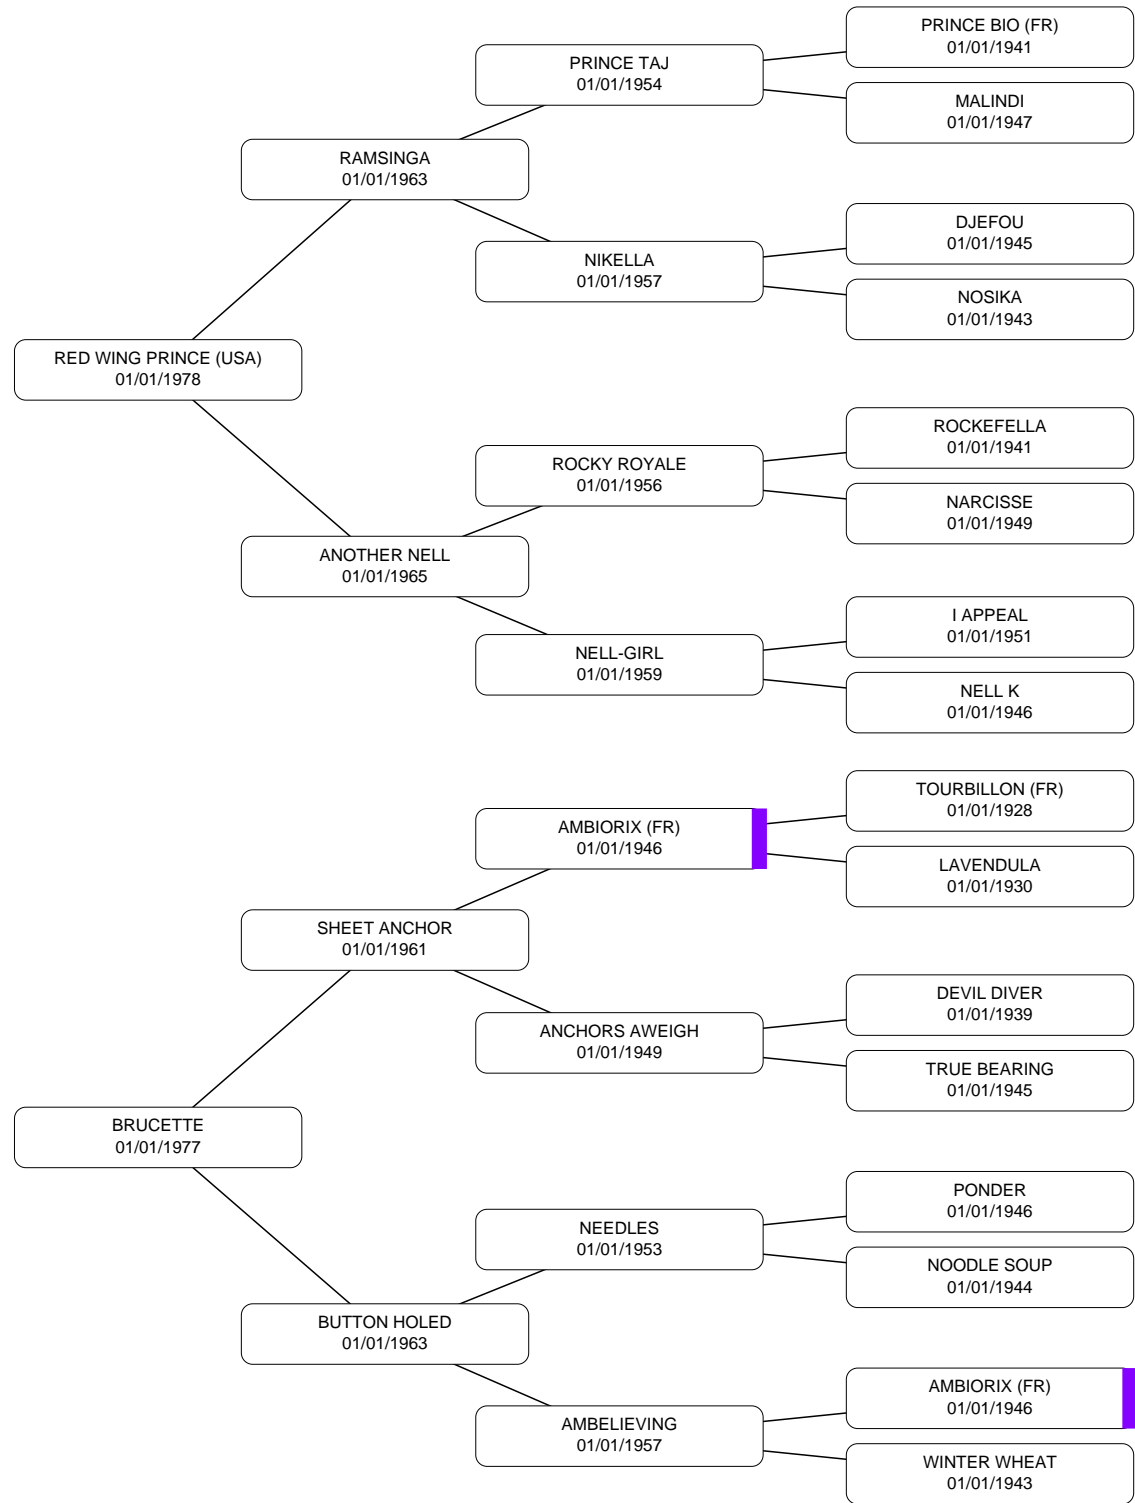 PRINCE BIO (FR)
01/01/1941
PRINCE TAJ
01/01/1954
MALINDI
01/01/1947
RAMSINGA
01/01/1963
DJEFOU
01/01/1945
NIKELLA
01/01/1957
NOSIKA
01/01/1943
RED WING PRINCE (USA)
01/01/1978
ROCKEFELLA
01/01/1941
ROCKY ROYALE
01/01/1956
NARCISSE
01/01/1949
ANOTHER NELL
01/01/1965
I APPEAL
01/01/1951
NELL-GIRL
01/01/1959
NELL K
01/01/1946
TOURBILLON (FR)
01/01/1928
AMBIORIX (FR)
01/01/1946
LAVENDULA
01/01/1930
SHEET ANCHOR
01/01/1961
DEVIL DIVER
01/01/1939
ANCHORS AWEIGH
01/01/1949
TRUE BEARING
01/01/1945
BRUCETTE
01/01/1977
PONDER
01/01/1946
NEEDLES
01/01/1953
NOODLE SOUP
01/01/1944
BUTTON HOLED
01/01/1963
AMBIORIX (FR)
01/01/1946
AMBELIEVING
01/01/1957
WINTER WHEAT
01/01/1943